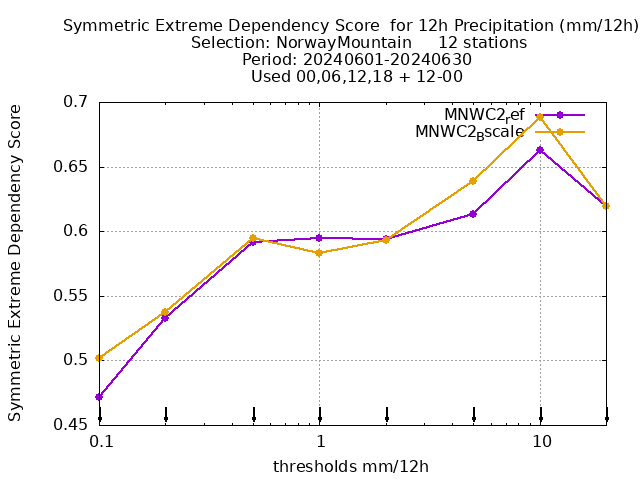 Symmetric Extreme Dependency Score  for 12h Precipitation (mm/12h)
Selection: NorwayMountain     12 stations
Period: 20240601-20240630
Used 00,06,12,18 + 12-00
Symmetric Extreme Dependency Score
0.7
0.65
0.6
0.55
0.5
0.45
MNWC2ref
MNWC2Bscale
0.1
1
10
thresholds mm/12h